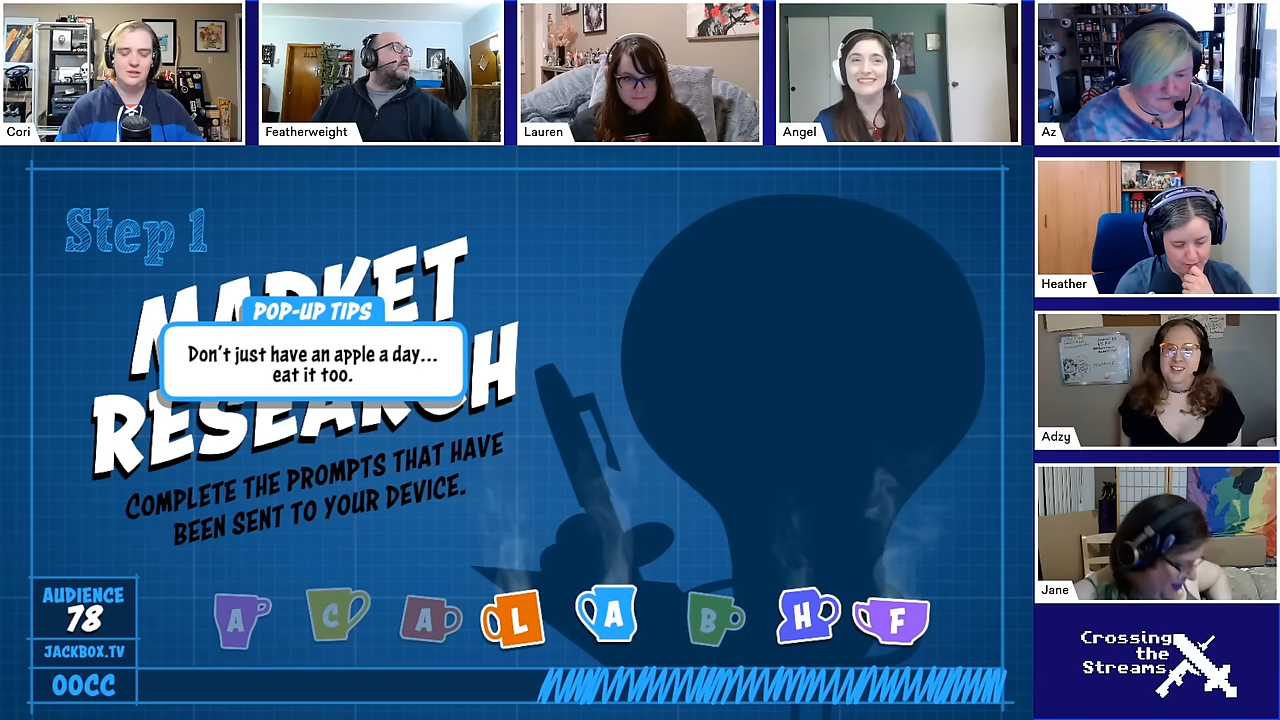 Cori
Featherweight
Lauren
Angel
Az
Heather
Adzy
Jane
Step 1
MARKET
RESEARCH
POP-UP TIPS
Don't just have an apple a day...
eat it too.
COMPLETE THE PROMPTS THAT HAVE
BEEN SENT TO YOUR DEVICE.
AUDIENCE
78
JACKBOX.TV
OOCC
A
C
A
L
A
B
H
F
Crossing
the
Streams